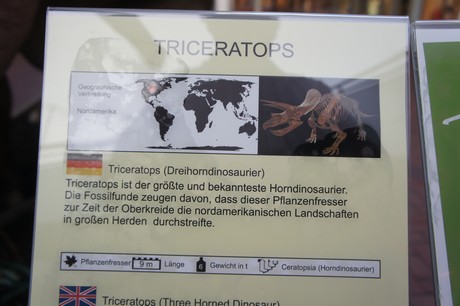 TRICERATOPS
Geographische
Verbreitung
Nordamerika
Triceratops (Dreihorndinosaurier)
Triceratops ist der größte und bekannteste Horndinosaurier.
Die Fossilfunde zeugen davon, dass dieser Pflanzenfresser
zur Zeit der Oberkreide die nordamerikanischen Landschaften
in großen Herden durchstreifte.
Pflanzenfresser 9 m Länge 6 Gewicht in t Ceratopsia (Horndinosaurier)
Triceratops (Three Horned Dinosaur)